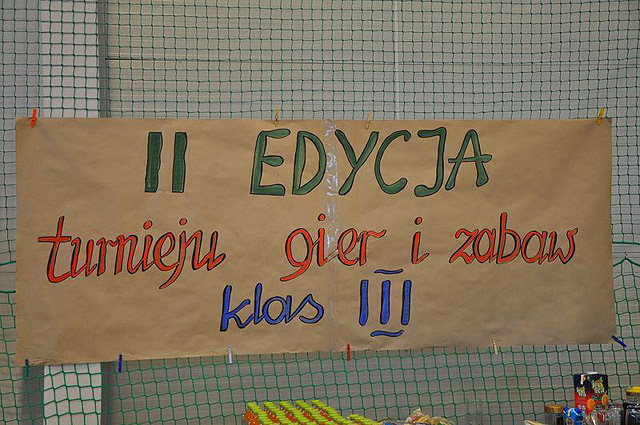 II EDYCJA
turnieju gier i zabaw
klas III